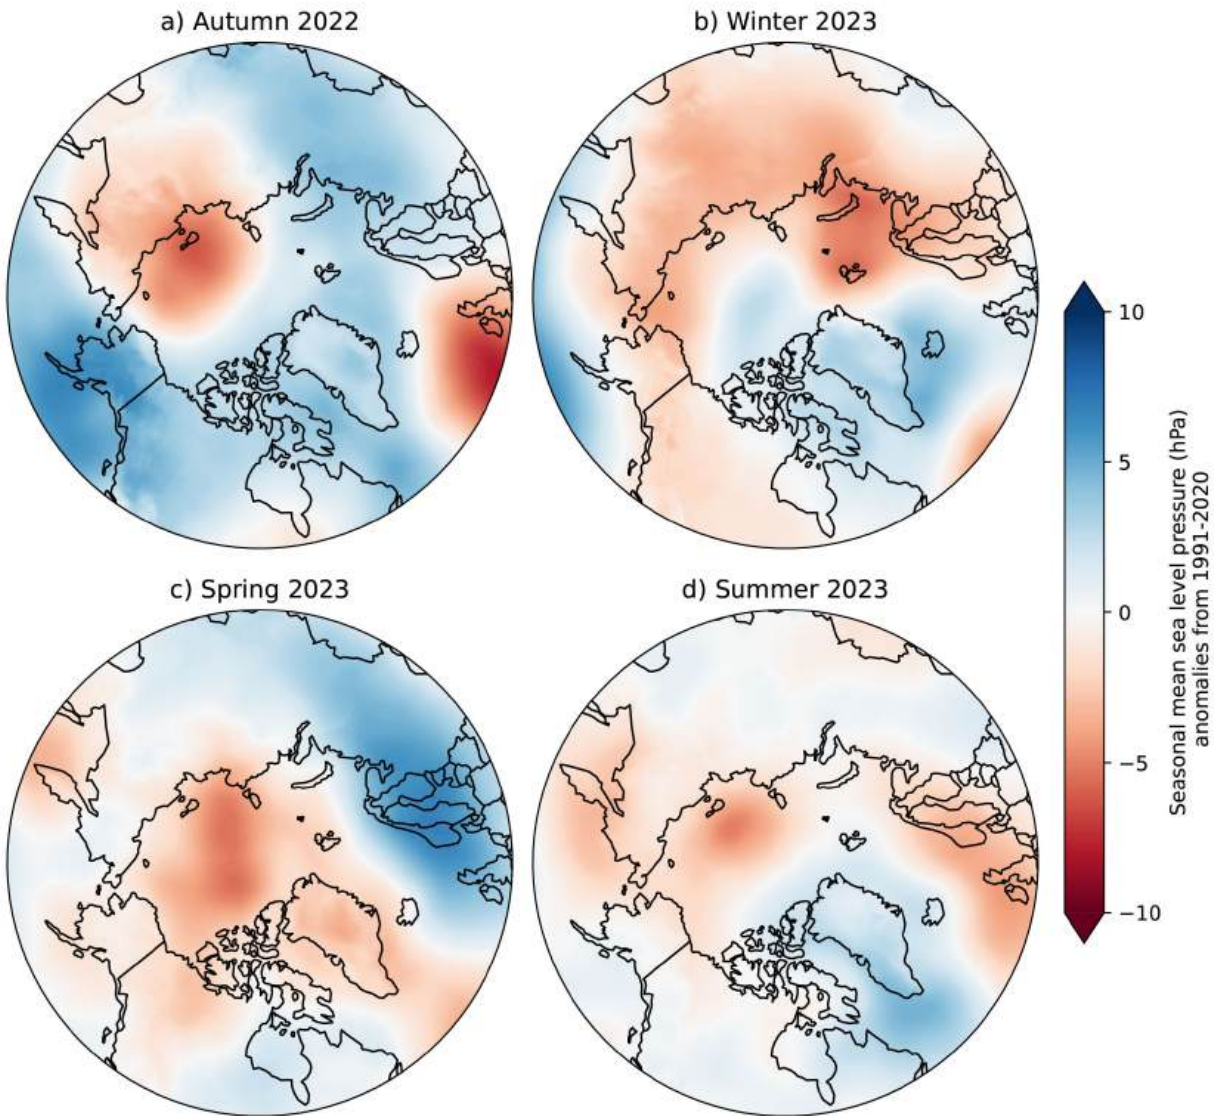 a) Autumn 2022
b) Winter 2023
c) Spring 2023
d) Summer 2023
10
5
0
−5
−10
Seasonal mean sea level pressure (hPa)
anomalies from 1991-2020